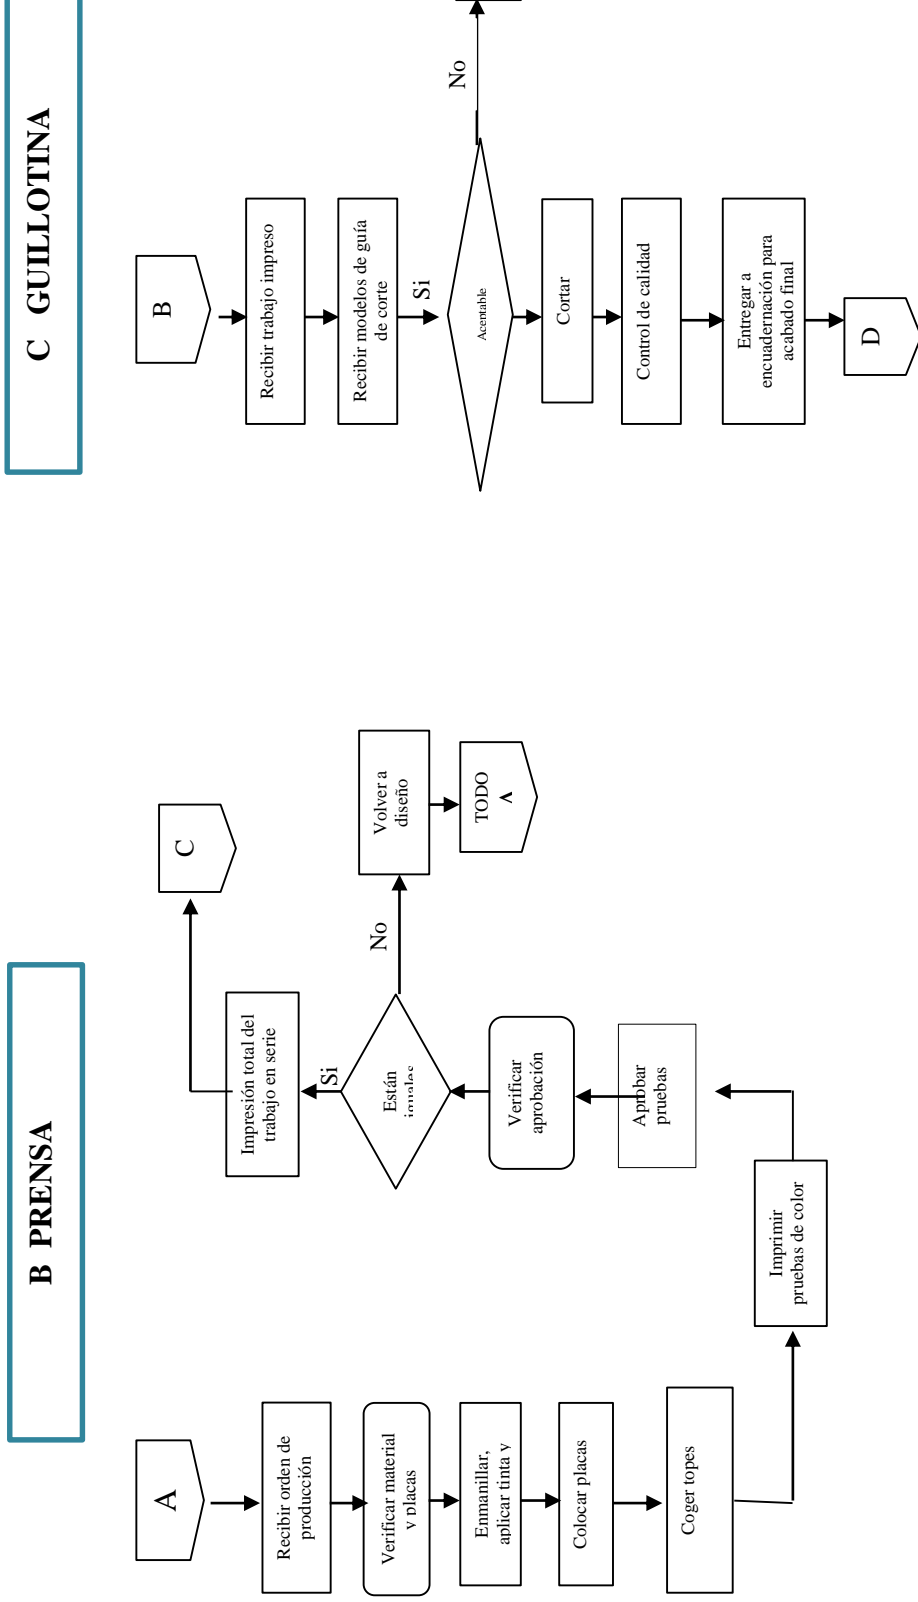 B PRENSA
A
Recibir orden de
producción
Verificar material
y placas
Enmanillar,
aplicar tinta y
Colocar placas
Coger topes
Imprimir
pruebas de color
Aprobar
pruebas
Verificar
aprobación
Están
iguales
Si
No
Impresión total del
trabajo en serie
C
Volver a
diseño
TODO
A
C GUILLOTINA
B
Recibir trabajo impreso
Recibir modelos de guía
de corte
Si
Acentable
No
Cortar
Control de calidad
Entregar a
encuadernación para
acabado final
D